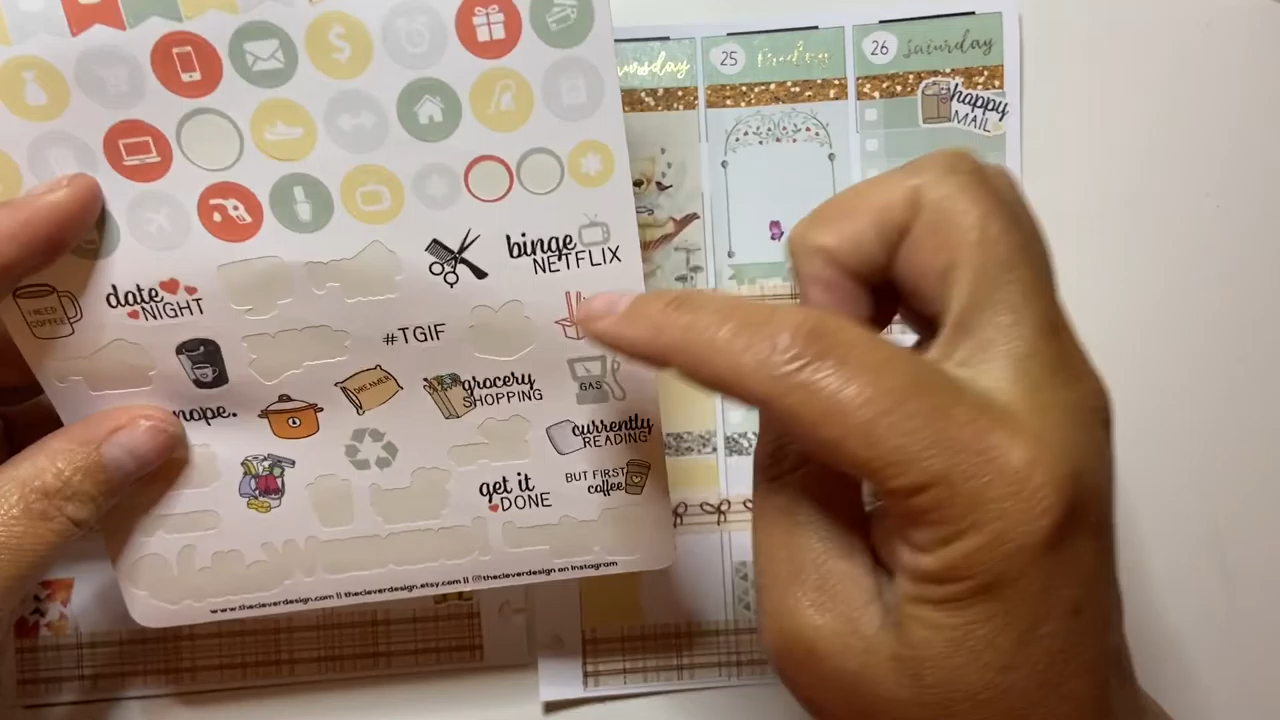 25 Friday
26 Saturday
happy
MAIL
binge
NETFLIX
I NEED
COFFEE
date
NIGHT
#TGIF
DREAMER
grocery
SHOPPING
GAS
nope.
currently
READING
get it
DONE
BUT FIRST
coffee
www.thecleverdesign.com || thecleverdesign.etsy.com || @thecleverdesign on Instagram